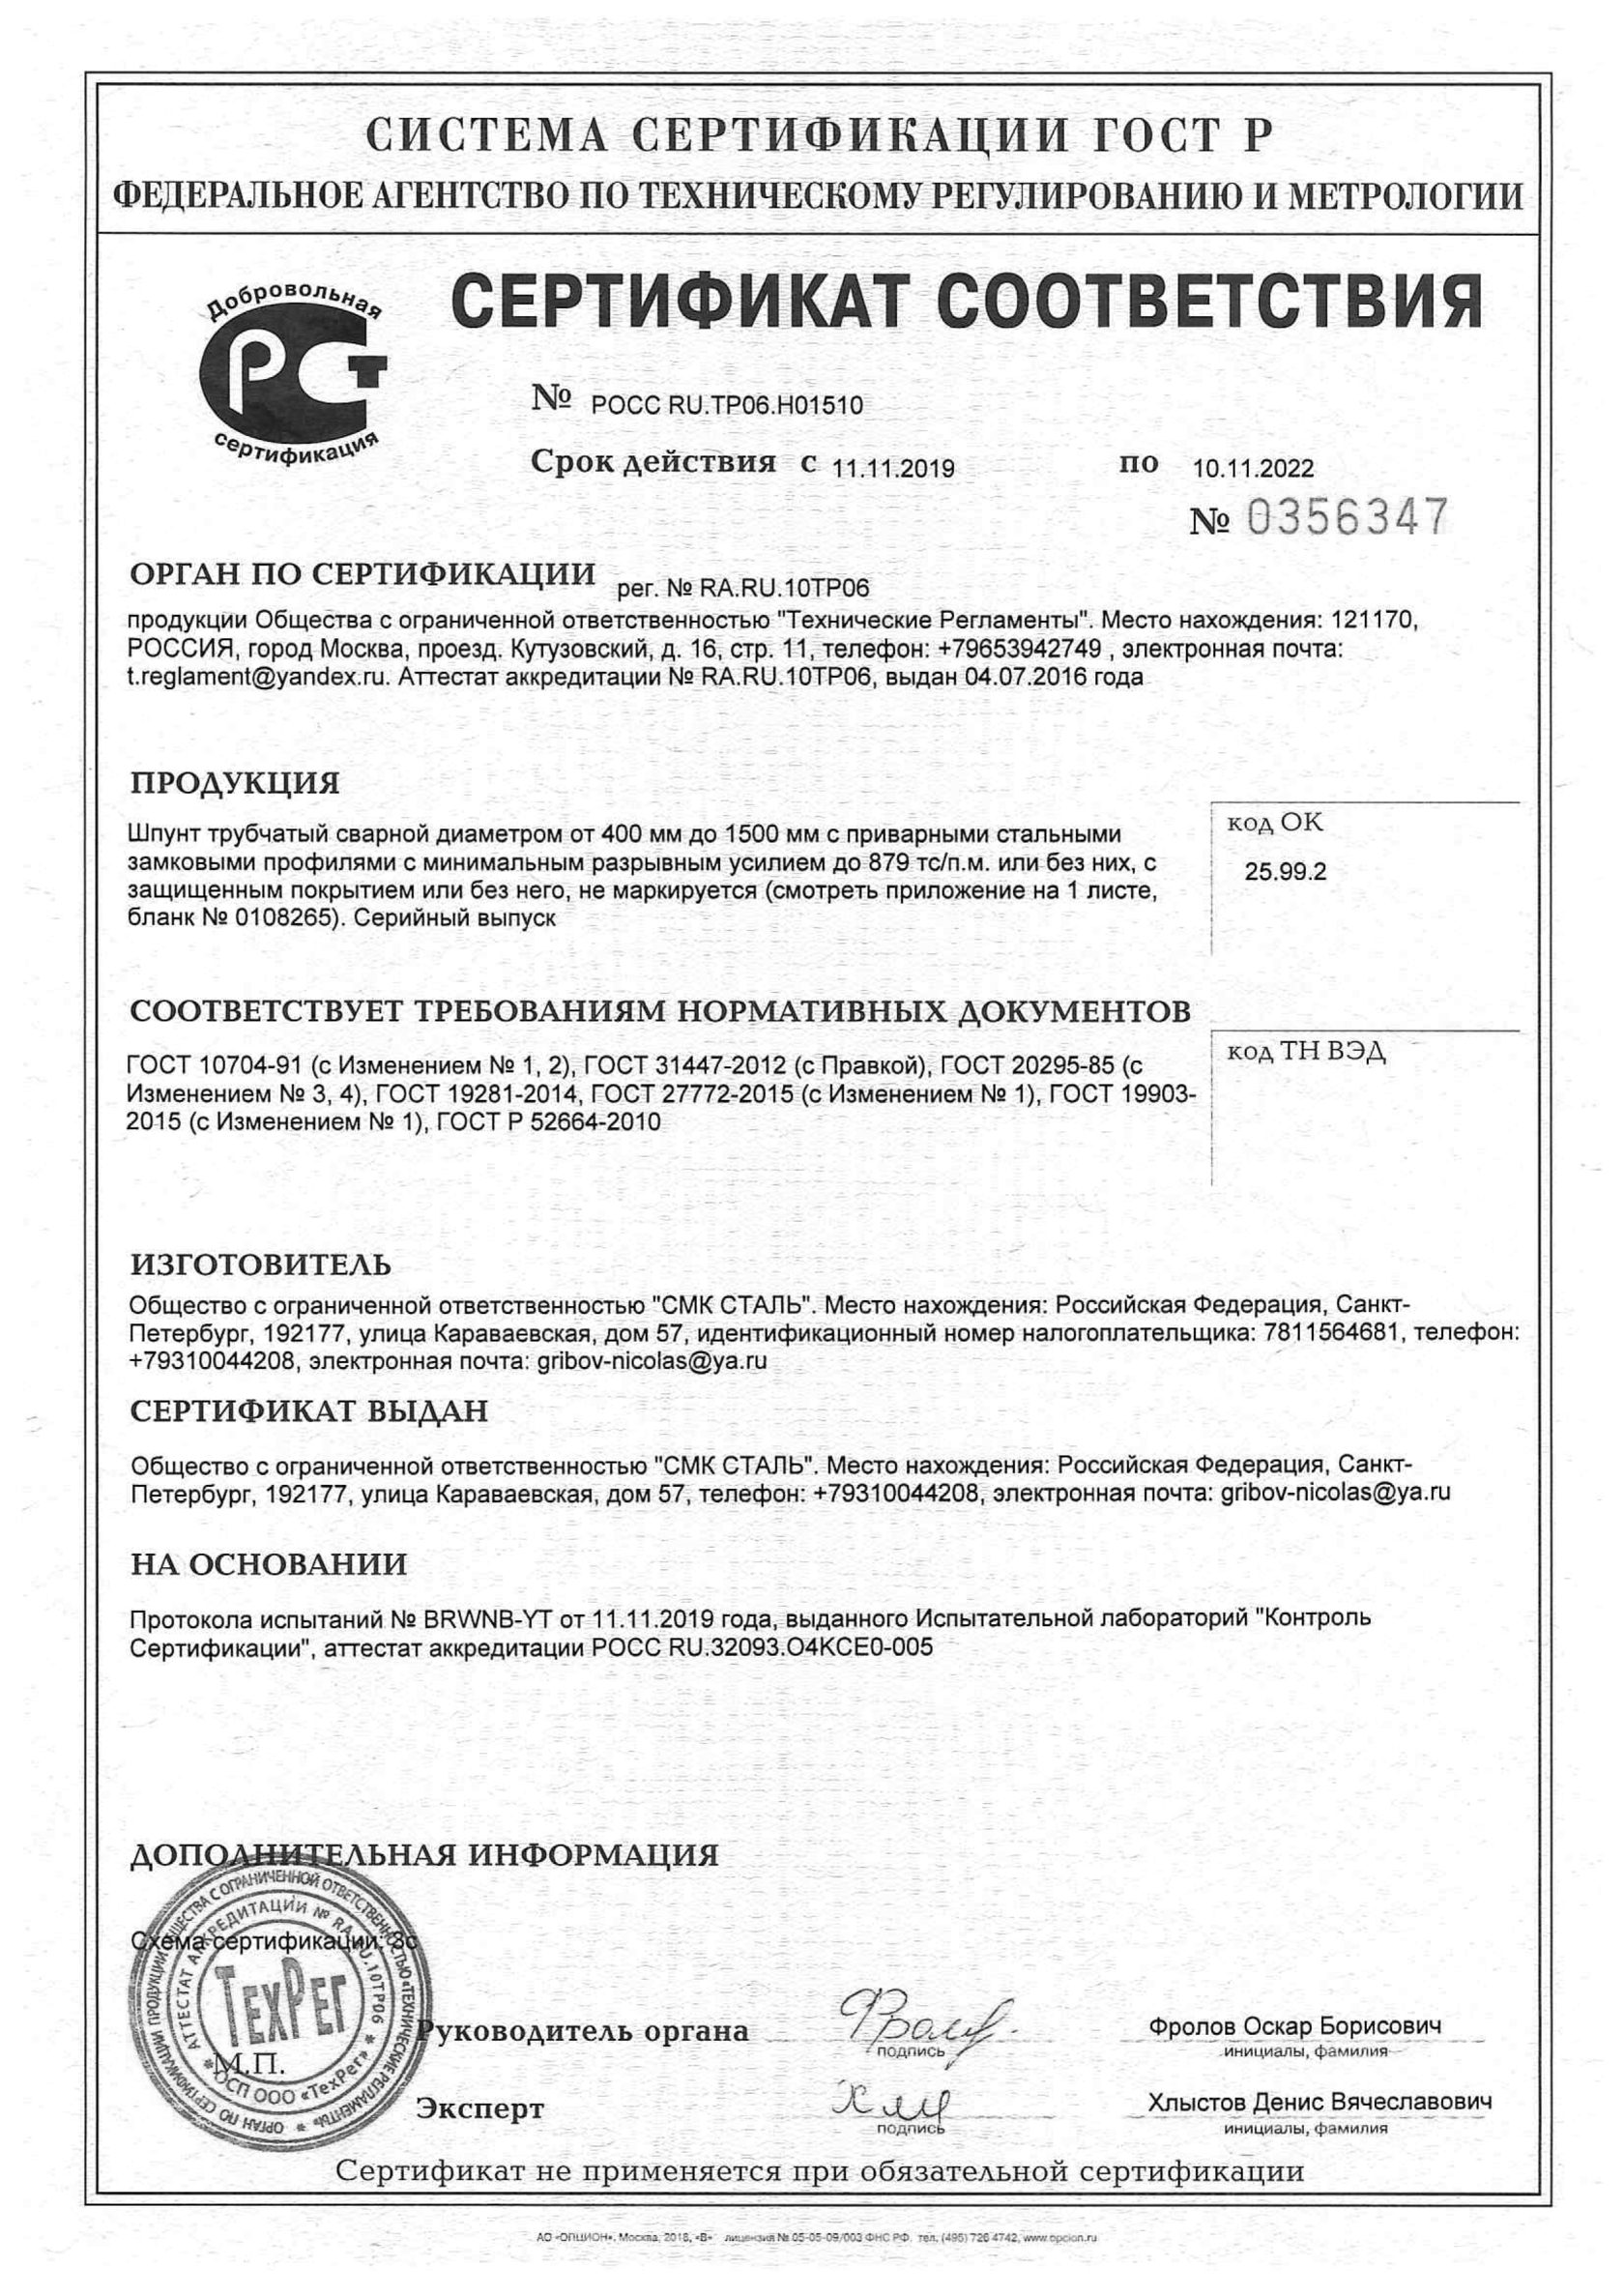 СИСТЕМА СЕРТИФИКАЦИИ ГОСТ Р
ФЕДЕРАЛЬНОЕ АГЕНТСТВО ПО ТЕХНИЧЕСКОМУ РЕГУЛИРОВАНИЮ И МЕТРОЛОГИИ
Добровольная
РСТ
сертификация
СЕРТИФИКАТ СООТВЕТСТВИЯ
№ РОСС RU.ТР06.Н01510
Срок действия с 11.11.2019 по 10.11.2022
№ 0356347
ОРГАН ПО СЕРТИФИКАЦИИ рег. № RA.RU.10ТР06
продукции Общества с ограниченной ответственностью "Технические Регламенты". Место нахождения: 121170,
РОССИЯ, город Москва, проезд. Кутузовский, д. 16, стр. 11, телефон: +79653942749 , электронная почта:
t.reglament@yandex.ru. Аттестат аккредитации № RA.RU.10ТР06, выдан 04.07.2016 года
ПРОДУКЦИЯ
Шпунт трубчатый сварной диаметром от 400 мм до 1500 мм с приварными стальными
замковыми профилями с минимальным разрывным усилием до 879 тс/п.м. или без них, с
защищенным покрытием или без него, не маркируется (смотреть приложение на 1 листе,
бланк № 0108265). Серийный выпуск
код ОК
25.99.2
СООТВЕТСТВУЕТ ТРЕБОВАНИЯМ НОРМАТИВНЫХ ДОКУМЕНТОВ
ГОСТ 10704-91 (с Изменением № 1, 2), ГОСТ 31447-2012 (с Правкой), ГОСТ 20295-85 (с
Изменением № 3, 4), ГОСТ 19281-2014, ГОСТ 27772-2015 (с Изменением № 1), ГОСТ 19903-
2015 (с Изменением № 1), ГОСТ Р 52664-2010
код ТН ВЭД
ИЗГОТОВИТЕЛЬ
Общество с ограниченной ответственностью "СМК СТАЛЬ". Место нахождения: Российская Федерация, Санкт-
Петербург, 192177, улица Караваевская, дом 57, идентификационный номер налогоплательщика: 7811564681, телефон:
+79310044208, электронная почта: gribov-nicolas@ya.ru
СЕРТИФИКАТ ВЫДАН
Общество с ограниченной ответственностью "СМК СТАЛЬ". Место нахождения: Российская Федерация, Санкт-
Петербург, 192177, улица Караваевская, дом 57, телефон: +79310044208, электронная почта: gribov-nicolas@ya.ru
НА ОСНОВАНИИ
Протокола испытаний № BRWNB-YT от 11.11.2019 года, выданного Испытательной лабораторий "Контроль
Сертификации", аттестат аккредитации РОСС RU.32093.О4КСЕ0-005
ДОПОЛНИТЕЛЬНАЯ ИНФОРМАЦИЯ
Схема сертификации: 3с
ОРГАН ПО СЕРТИФИКАЦИИ ПРОДУКЦИИ ОБЩЕСТВА С ОГРАНИЧЕННОЙ ОТВЕТСТВЕННОСТЬЮ «ТЕХНИЧЕСКИЕ РЕГЛАМЕНТЫ» *
АТТЕСТАТ АККРЕДИТАЦИИ № RA.RU.10ТР06 * ОСП ООО «ТехРег» *
ТЕХРЕГ
М.П.
Руководитель органа
подпись
Фролов Оскар Борисович
инициалы, фамилия
Эксперт
подпись
Хлыстов Денис Вячеславович
инициалы, фамилия
Сертификат не применяется при обязательной сертификации
АО «ОПЦИОН», Москва, 2018, «В» лицензия № 05-05-09/003 ФНС РФ, тел. (495) 726 4742, www.opcion.ru